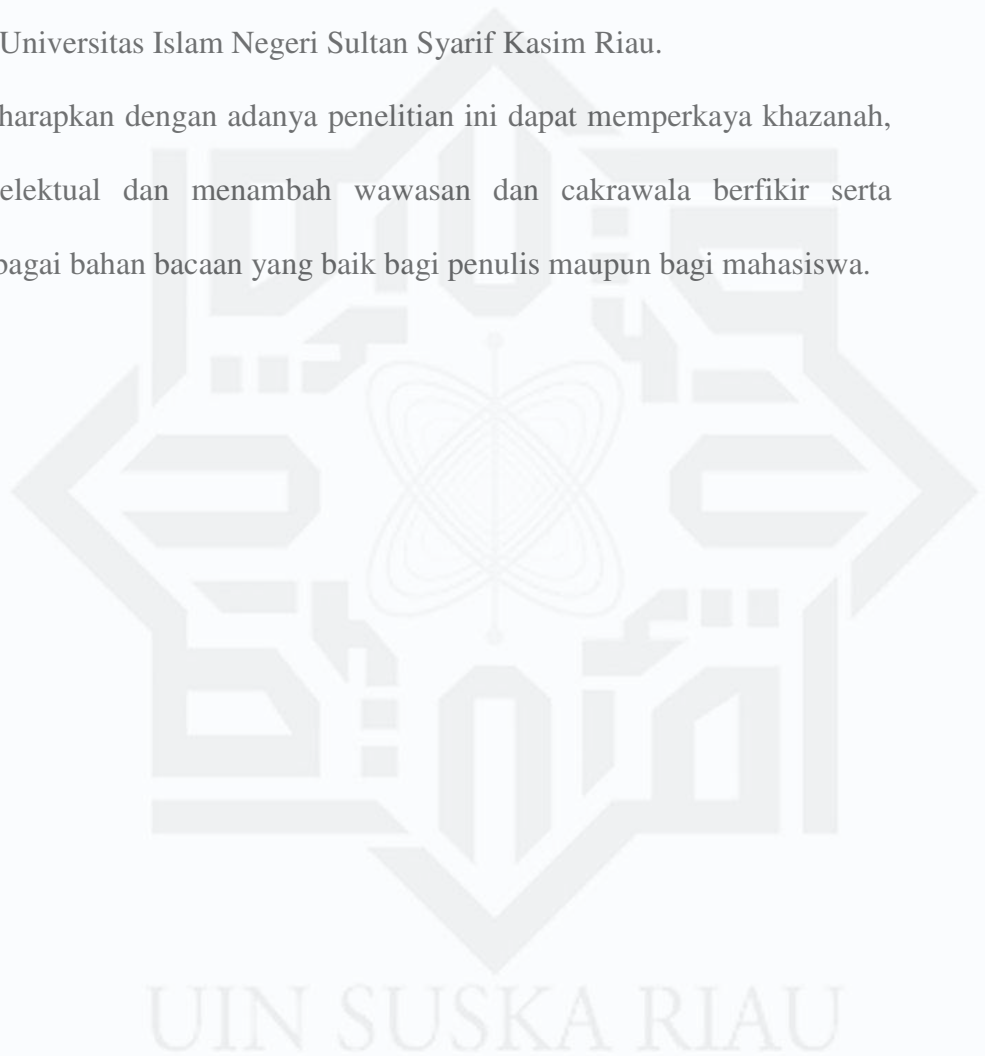 Universitas Islam Negeri Sultan Syarif Kasim Riau.
harapkan dengan adanya penelitian ini dapat memperkaya khazanah,
elektual dan menambah wawasan dan cakrawala berfikir serta
bagai bahan bacaan yang baik bagi penulis maupun bagi mahasiswa.
UIN SUSKA RIAU